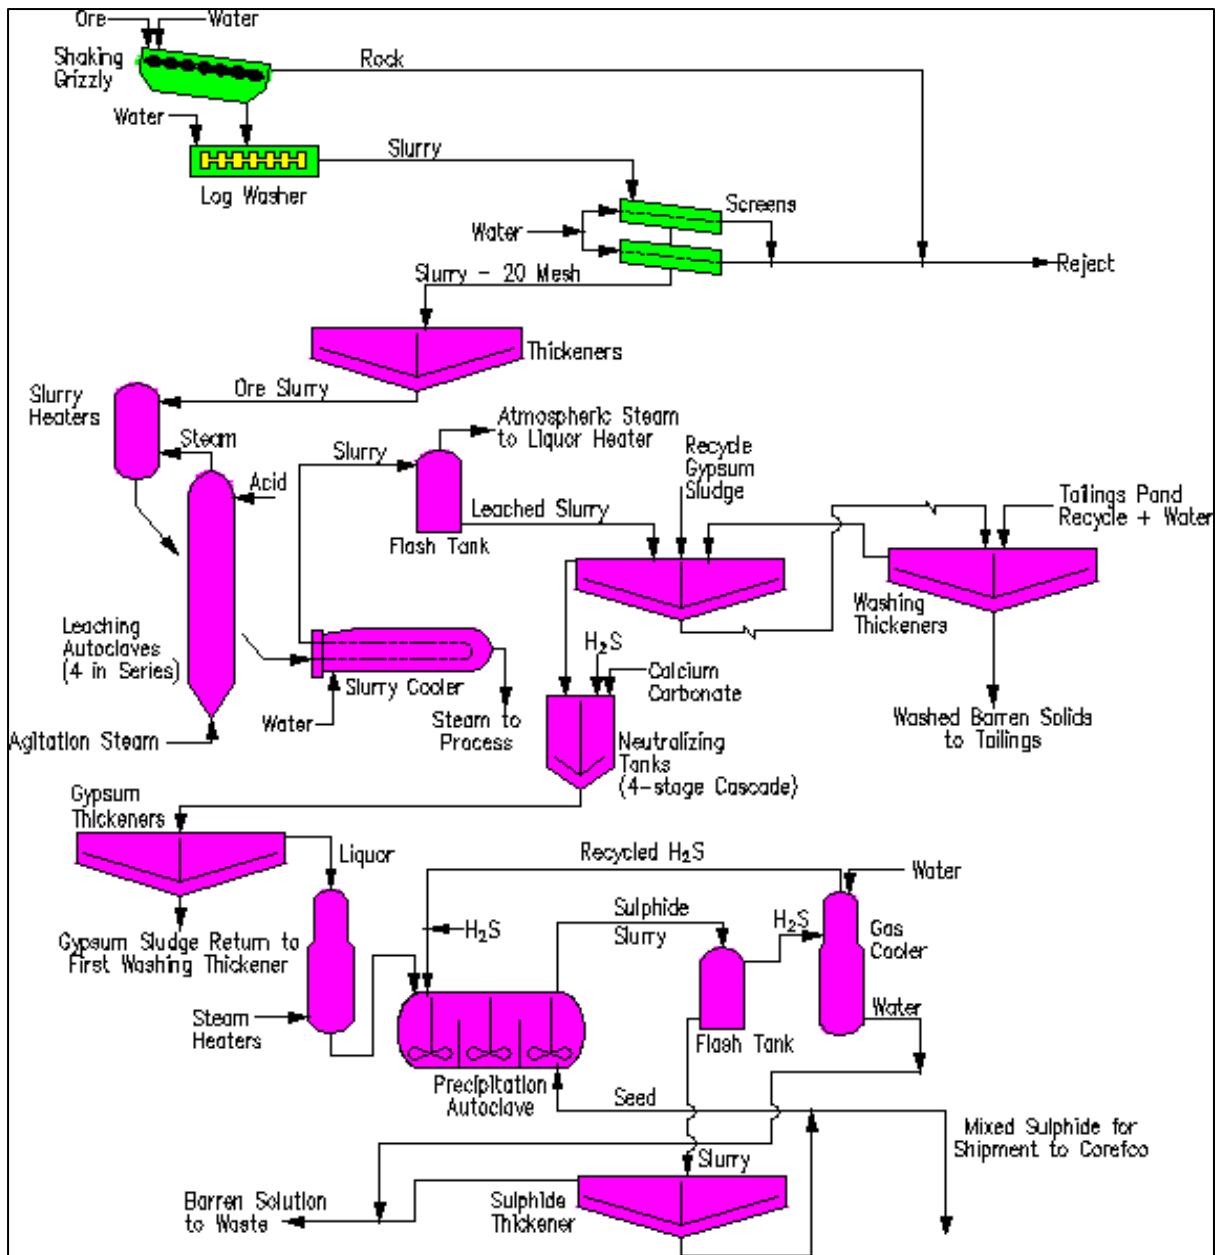 Ore
Water
Shaking
Grizzly
Rock
Water
Slurry
Log Washer
Screens
Water
Reject
Slurry - 20 Mesh
Thickeners
Slurry
Heaters
Ore Slurry
Steam
Acid
Slurry
Atmospheric Steam
to Liquor Heater
Recycle
Gypsum
Sludge
Leached Slurry
Flash Tank
Tailings Pand
Recycle + Water
Washing
Thickeners
Leaching
Autoclaves
(4 in Series)
Slurry Cooler
Water
Steam to
Process
Agitation Steam
H2S
Calcium
Carbonate
Neutralizing
Tanks
(4-stage Cascade)
Washed Barren Solids
to Tailings
Gypsum
Thickeners
Liquor
Gypsum Sludge Return to
First Washing Thickener
Steam
Heaters
Recycled H2S
H2S
Sulphide
Slurry
H2S
Water
Gas
Cooler
Water
Flash Tank
Precipitation
Autoclave
Seed
Mixed Sulphide for
Shipment to Corefco
Slurry
Barren Solution
to Waste
Sulphide
Thickener